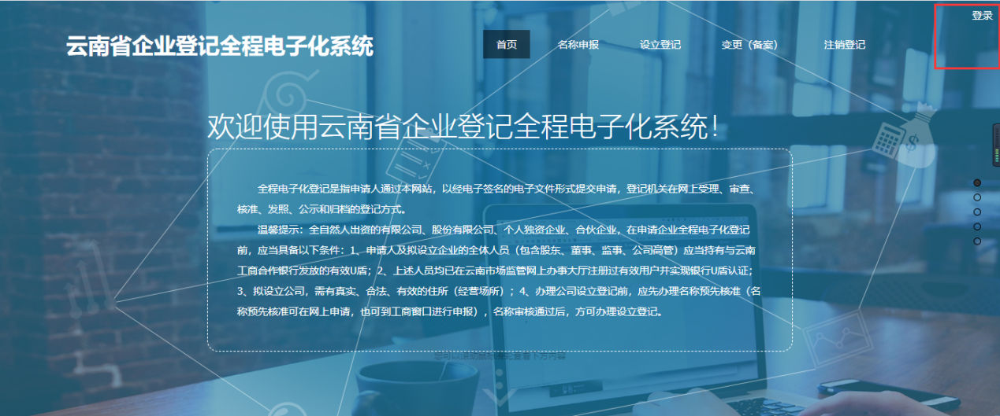 登录
云南省企业登记全程电子化系统
首页 名称申报 设立登记 变更（备案） 注销登记
欢迎使用云南省企业登记全程电子化系统！
全程电子化登记是指申请人通过本网站，以经电子签名的电子文件形式提交申请，登记机关在网上受理、审查、
核准、发照、公示和归档的登记方式。
温馨提示：全自然人出资的有限公司、股份有限公司、个人独资企业、合伙企业，在申请企业全程电子化登记
前，应当具备以下条件：1、申请人及拟设立企业的全体人员（包含股东、董事、监事、公司高管）应当持有与云南
工商合作银行发放的有效U盾；2、上述人员均已在云南市场监管网上办事大厅注册过有效用户并实现银行U盾认证；
3、拟设立公司，需有真实、合法、有效的住所（经营场所）；4、办理公司设立登记前，应先办理名称预先核准（名
称预先核准可在网上申请，也可到工商窗口进行申报），名称审核通过后，方可办理设立登记。
您可以滚动鼠标滑轮查看下方内容